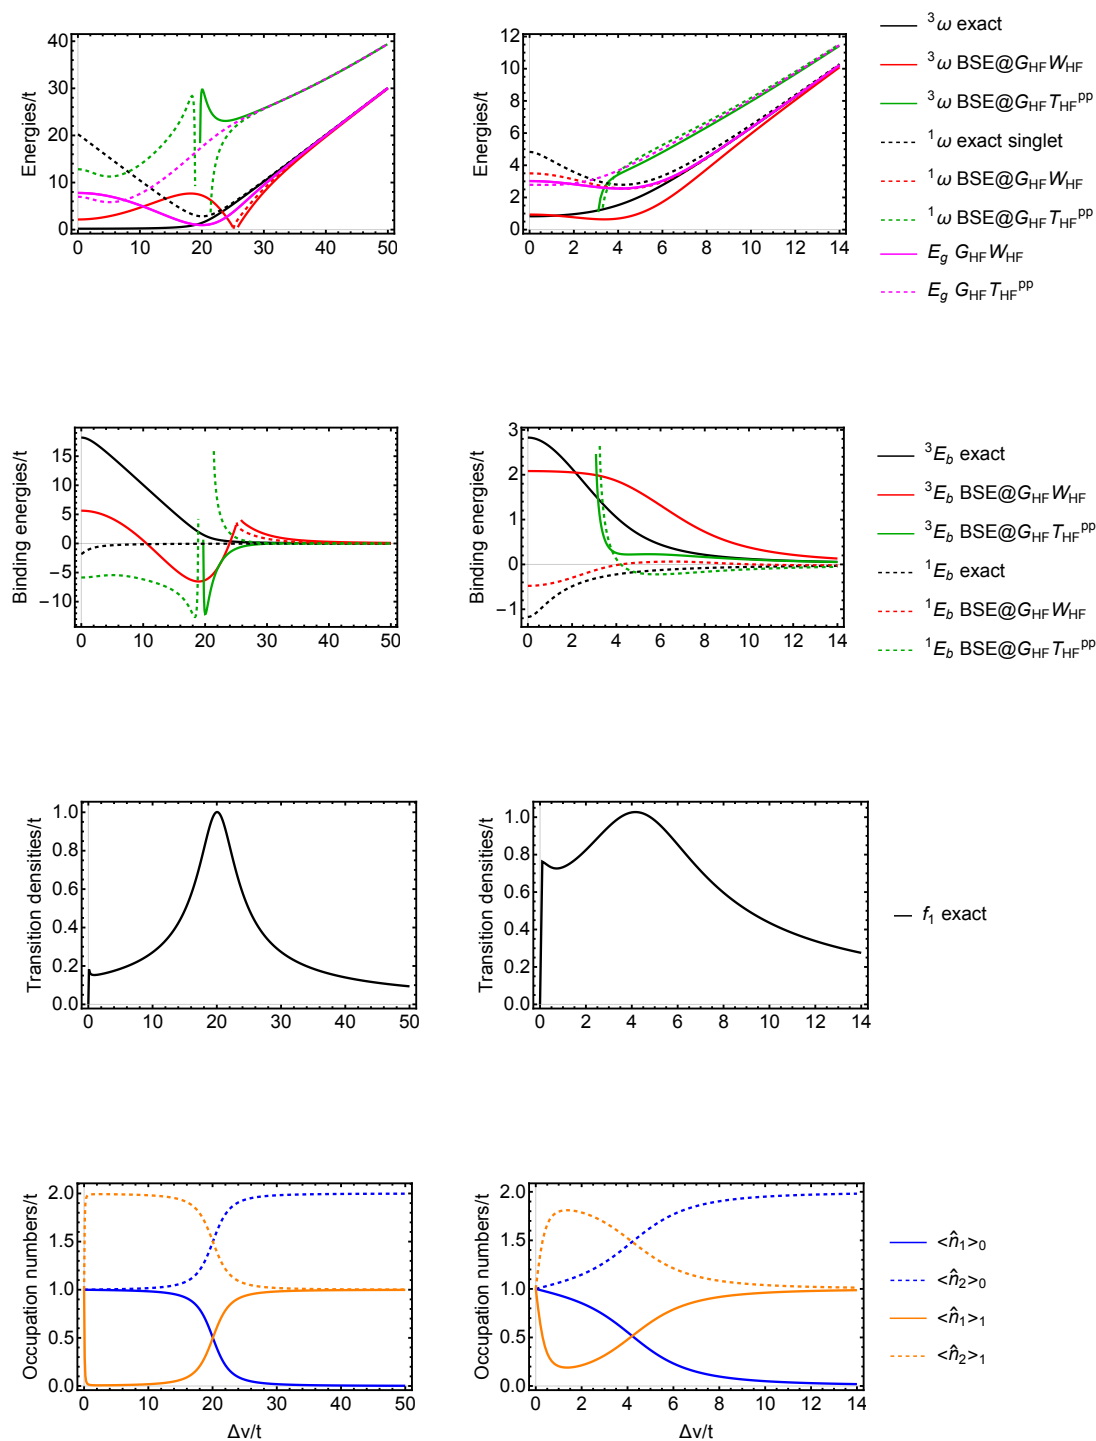 Energies/t
40
30
20
10
0
0 10 20 30 40 50
12
10
8
6
4
2
0
0 2 4 6 8 10 12 14
³ω exact
³ω BSE@G_HF W_HF
³ω BSE@G_HF T_HF^pp
¹ω exact singlet
¹ω BSE@G_HF W_HF
¹ω BSE@G_HF T_HF^pp
E_g G_HF W_HF
E_g G_HF T_HF^pp
Energies/t
Binding energies/t
15
10
5
0
−5
−10
0 10 20 30 40 50
Binding energies/t
3
2
1
0
−1
0 2 4 6 8 10 12 14
³E_b exact
³E_b BSE@G_HF W_HF
³E_b BSE@G_HF T_HF^pp
¹E_b exact
¹E_b BSE@G_HF W_HF
¹E_b BSE@G_HF T_HF^pp
Transition densities/t
1.0
0.8
0.6
0.4
0.2
0.0
0 10 20 30 40 50
Transition densities/t
1.0
0.8
0.6
0.4
0.2
0.0
0 2 4 6 8 10 12 14
f₁ exact
Occupation numbers/t
2.0
1.5
1.0
0.5
0.0
0 10 20 30 40 50
Δv/t
Occupation numbers/t
2.0
1.5
1.0
0.5
0.0
0 2 4 6 8 10 12 14
Δv/t
<n̂₁>₀
<n̂₂>₀
<n̂₁>₁
<n̂₂>₁